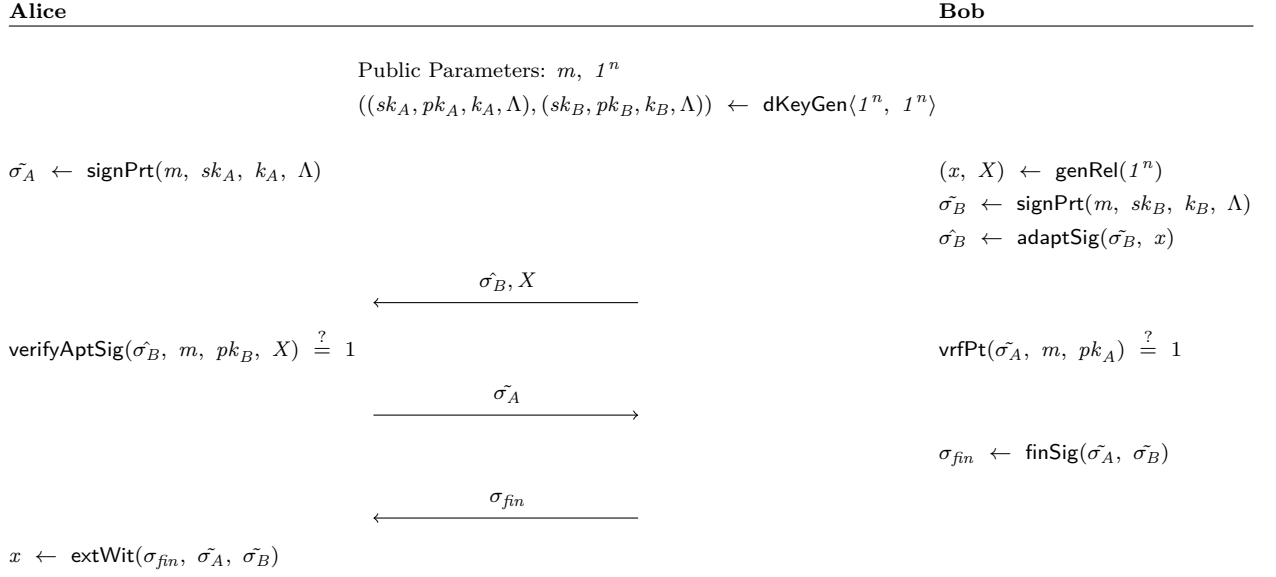 Alice Bob
Public Parameters: m, 1^n
((sk_A, pk_A, k_A, Λ), (sk_B, pk_B, k_B, Λ)) ← dKeyGen⟨1^n, 1^n⟩
σ̃_A ← signPrt(m, sk_A, k_A, Λ) (x, X) ← genRel(1^n)
σ̃_B ← signPrt(m, sk_B, k_B, Λ)
σ̂_B ← adaptSig(σ̃_B, x)
σ̂_B, X
verifyAptSig(σ̂_B, m, pk_B, X) ≟ 1 vrfPt(σ̃_A, m, pk_A) ≟ 1
σ̃_A
σ_fin ← finSig(σ̃_A, σ̃_B)
σ_fin
x ← extWit(σ_fin, σ̃_A, σ̃_B)